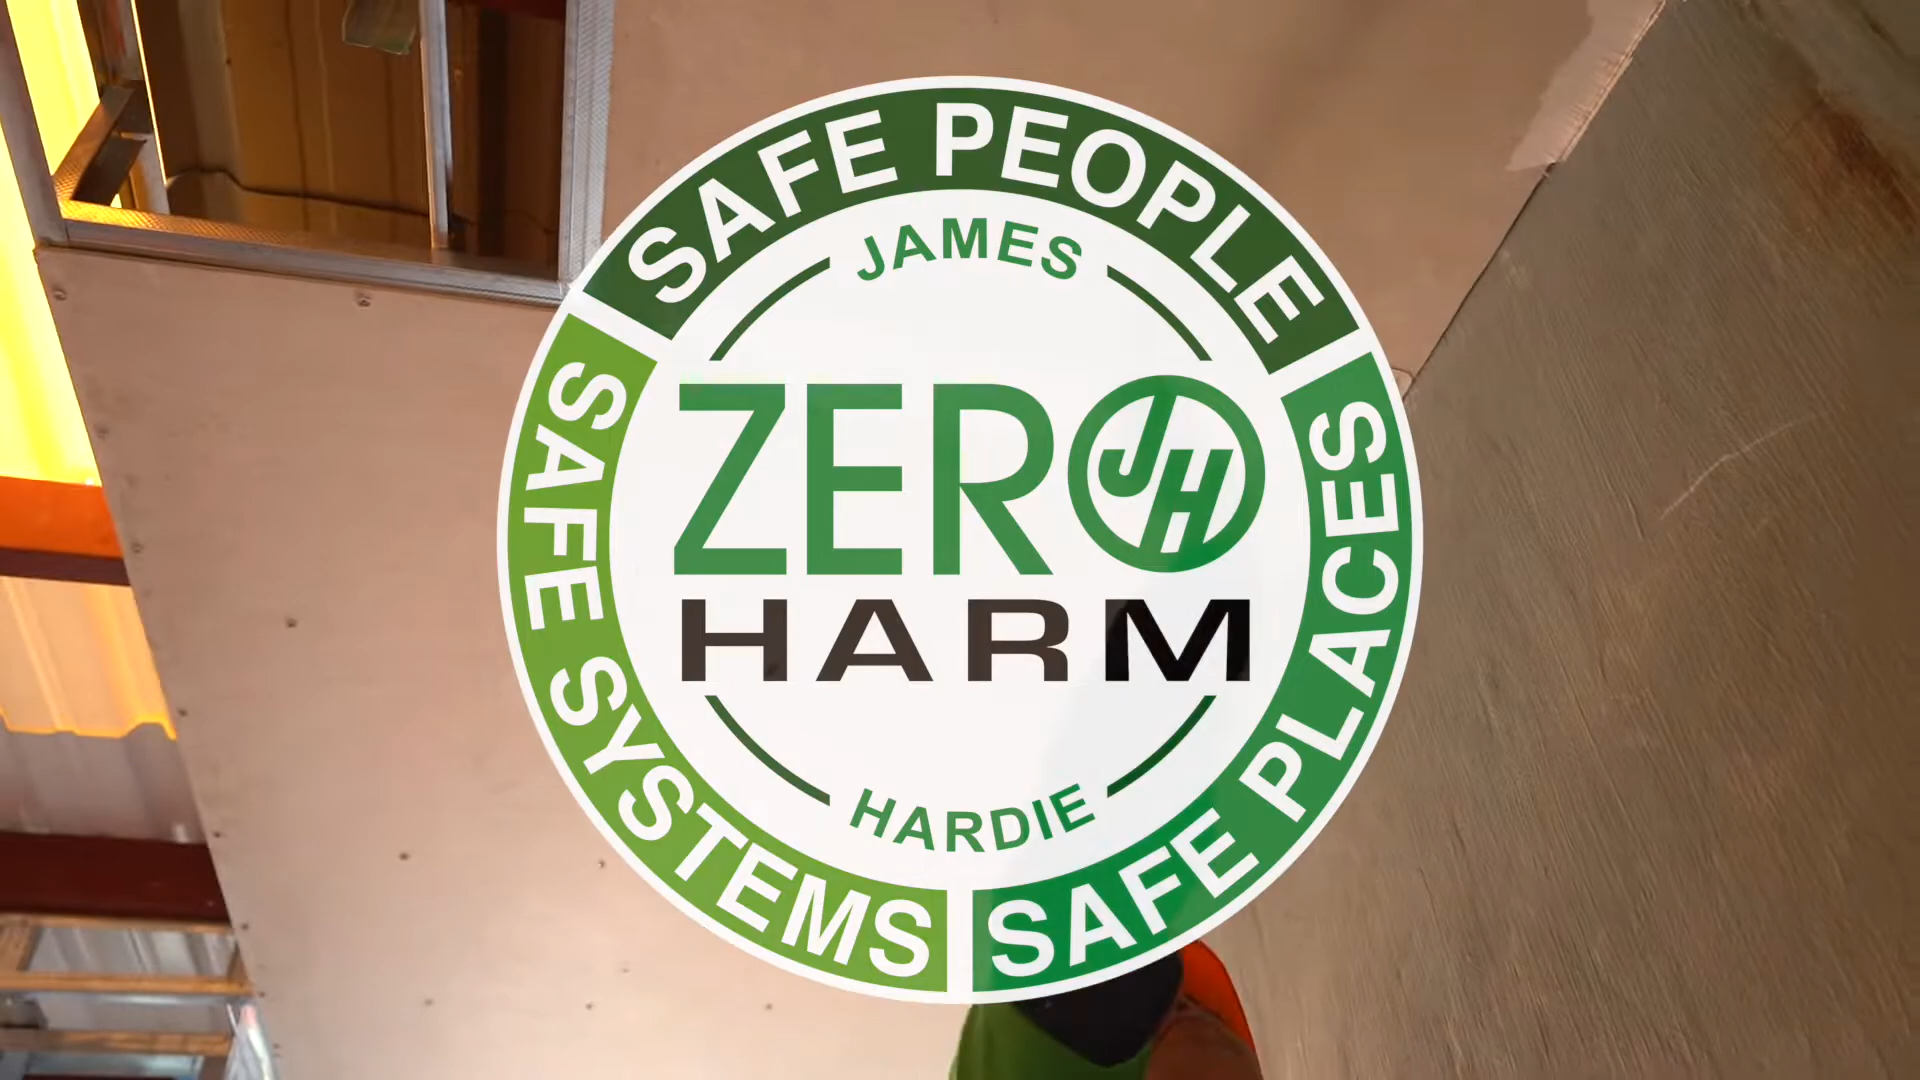 SAFE PEOPLE
JAMES
ZERO
JH
HARM
HARDIE
SAFE SYSTEMS
SAFE PLACES